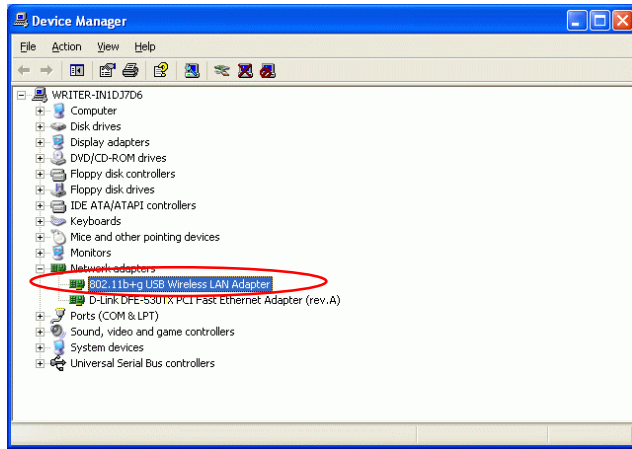 Device Manager
File Action View Help
WRITER-IN1DJ7D6
Computer
Disk drives
Display adapters
DVD/CD-ROM drives
Floppy disk controllers
Floppy disk drives
IDE ATA/ATAPI controllers
Keyboards
Mice and other pointing devices
Monitors
Network adapters
802.11b+g USB Wireless LAN Adapter
D-Link DFE-530TX PCI Fast Ethernet Adapter (rev.A)
Ports (COM & LPT)
Sound, video and game controllers
System devices
Universal Serial Bus controllers